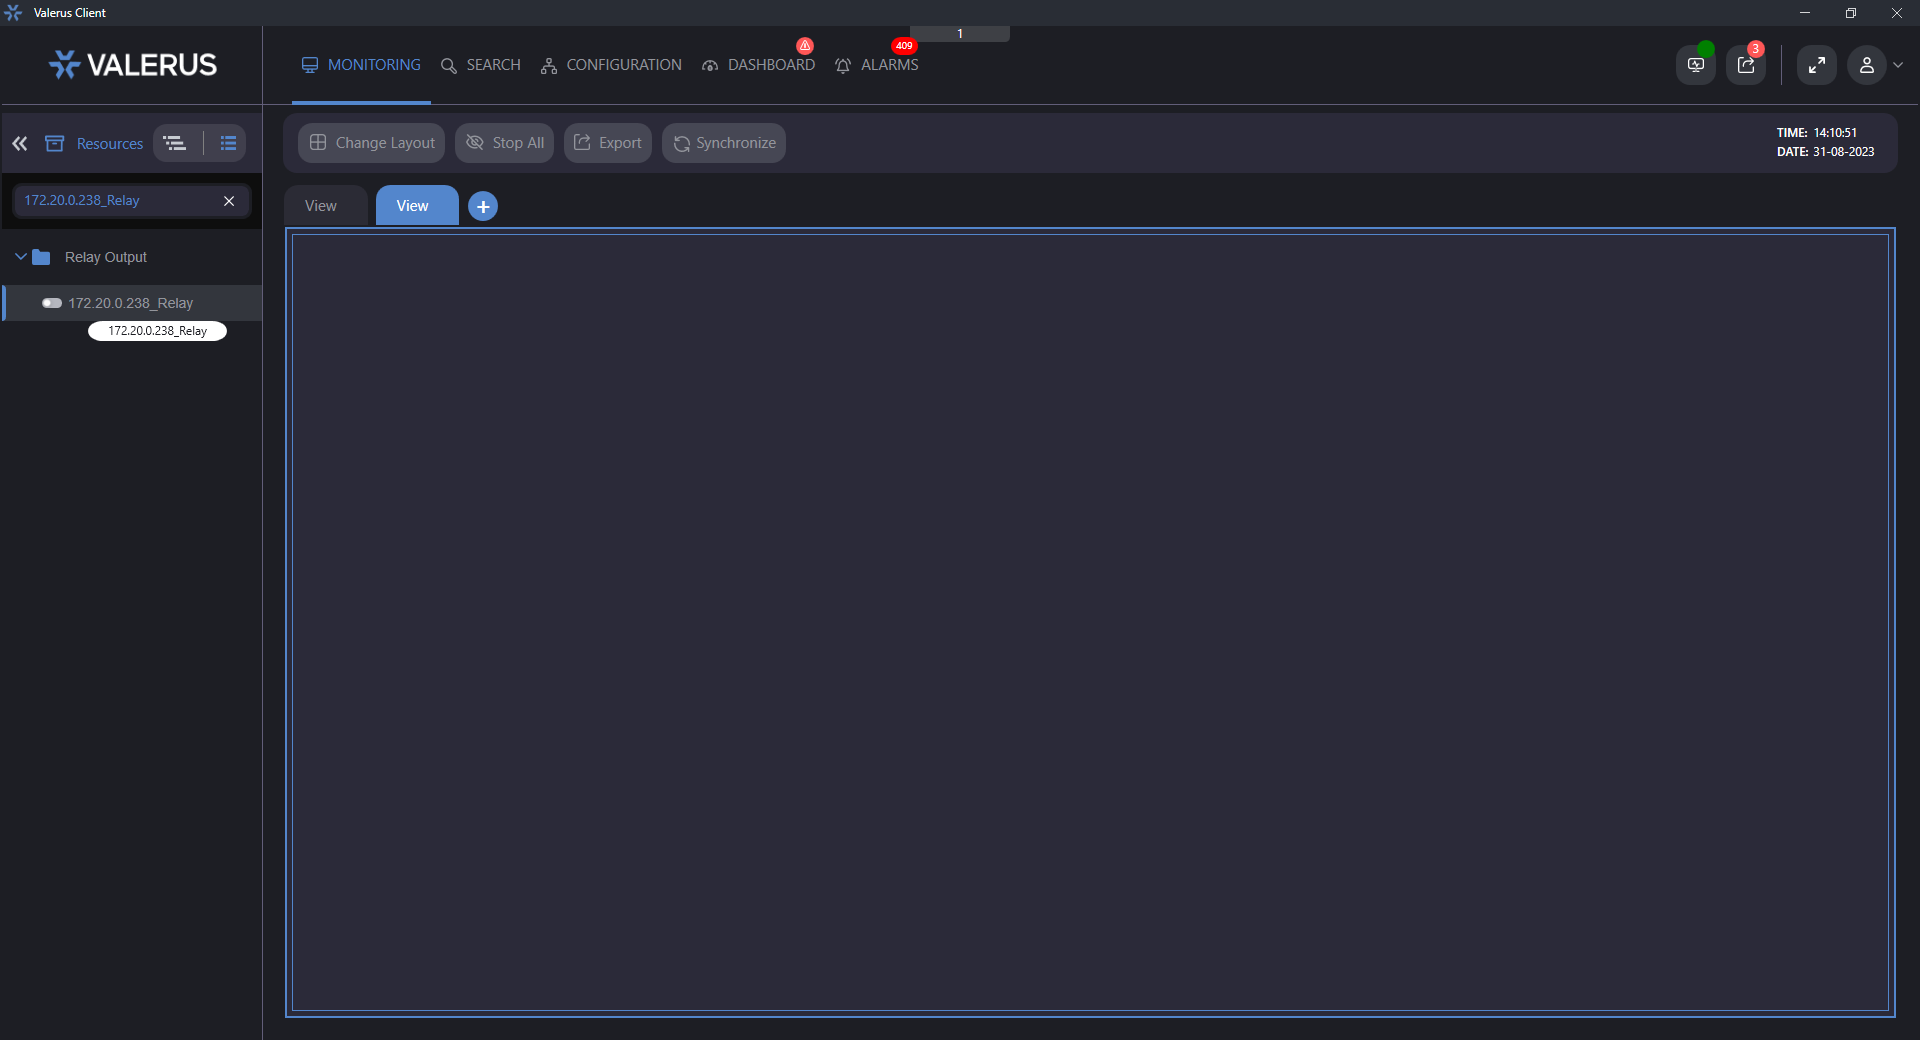 Valerus Client
1
VALERUS
MONITORING
SEARCH
CONFIGURATION
DASHBOARD
409
ALARMS
3
Resources
Change Layout
Stop All
Export
Synchronize
TIME: 14:10:51
DATE: 31-08-2023
172.20.0.238_Relay
View
View
Relay Output
172.20.0.238_Relay
172.20.0.238_Relay